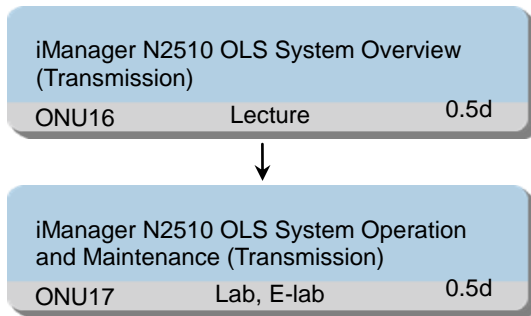 iManager N2510 OLS System Overview
(Transmission)
ONU16 Lecture 0.5d
iManager N2510 OLS System Operation
and Maintenance (Transmission)
ONU17 Lab, E-lab 0.5d